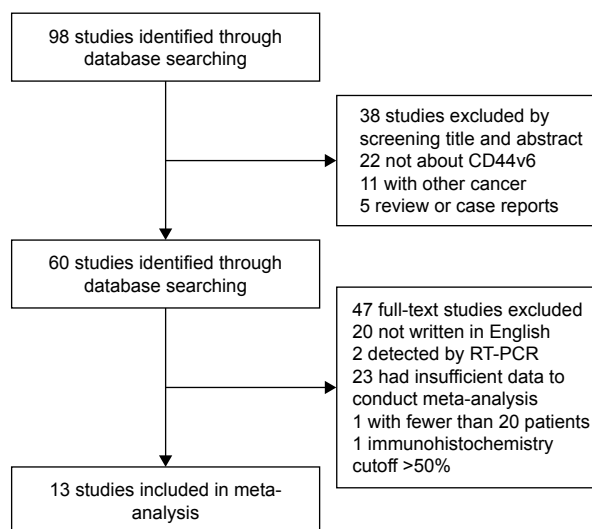 98 studies identified through
database searching
38 studies excluded by
screening title and abstract
22 not about CD44v6
11 with other cancer
5 review or case reports
60 studies identified through
database searching
47 full-text studies excluded
20 not written in English
2 detected by RT-PCR
23 had insufficient data to
conduct meta-analysis
1 with fewer than 20 patients
1 immunohistochemistry
cutoff >50%
13 studies included in meta-
analysis